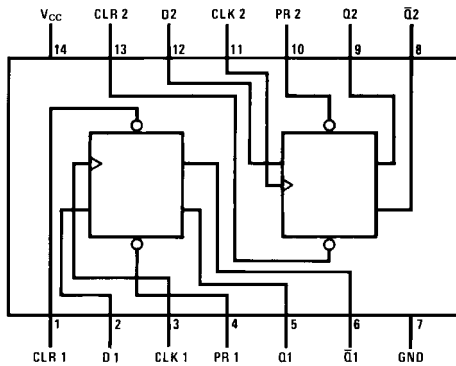 V_CC CLR 2 D2 CLK 2 PR 2 Q2 Q̅2
14 13 12 11 10 9 8
1 2 3 4 5 6 7
CLR 1 D1 CLK 1 PR 1 Q1 Q̅1 GND